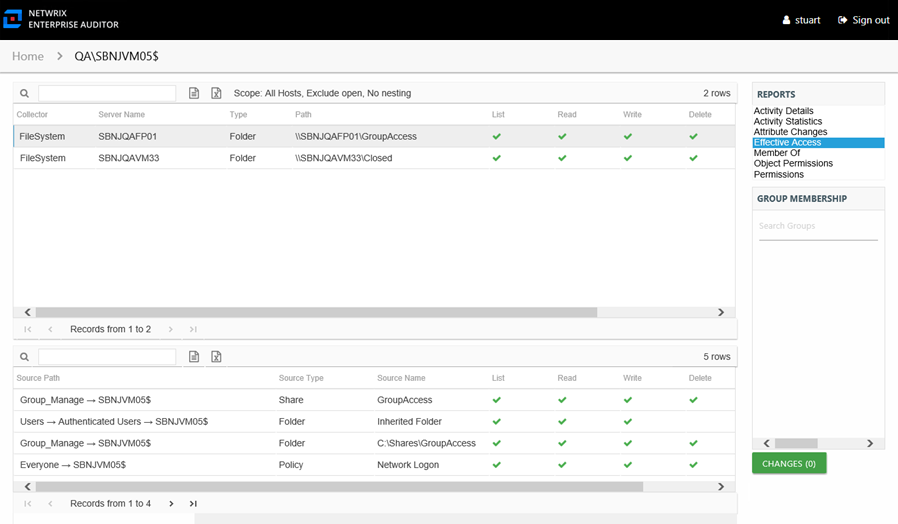 NETWRIX
ENTERPRISE AUDITOR
stuart Sign out
Home > QA\SBNJVM05$
Scope: All Hosts, Exclude open, No nesting 2 rows
Collector Server Name Type Path List Read Write Delete
FileSystem SBNJQAFP01 Folder \\SBNJQAFP01\GroupAccess
FileSystem SBNJQAVM33 Folder \\SBNJQAVM33\Closed
Records from 1 to 2
5 rows
Source Path Source Type Source Name List Read Write Delete
Group_Manage → SBNJVM05$ Share GroupAccess
Users → Authenticated Users → SBNJVM05$ Folder Inherited Folder
Group_Manage → SBNJVM05$ Folder C:\Shares\GroupAccess
Everyone → SBNJVM05$ Policy Network Logon
Records from 1 to 4
REPORTS
Activity Details
Activity Statistics
Attribute Changes
Effective Access
Member Of
Object Permissions
Permissions
GROUP MEMBERSHIP
Search Groups
CHANGES (0)